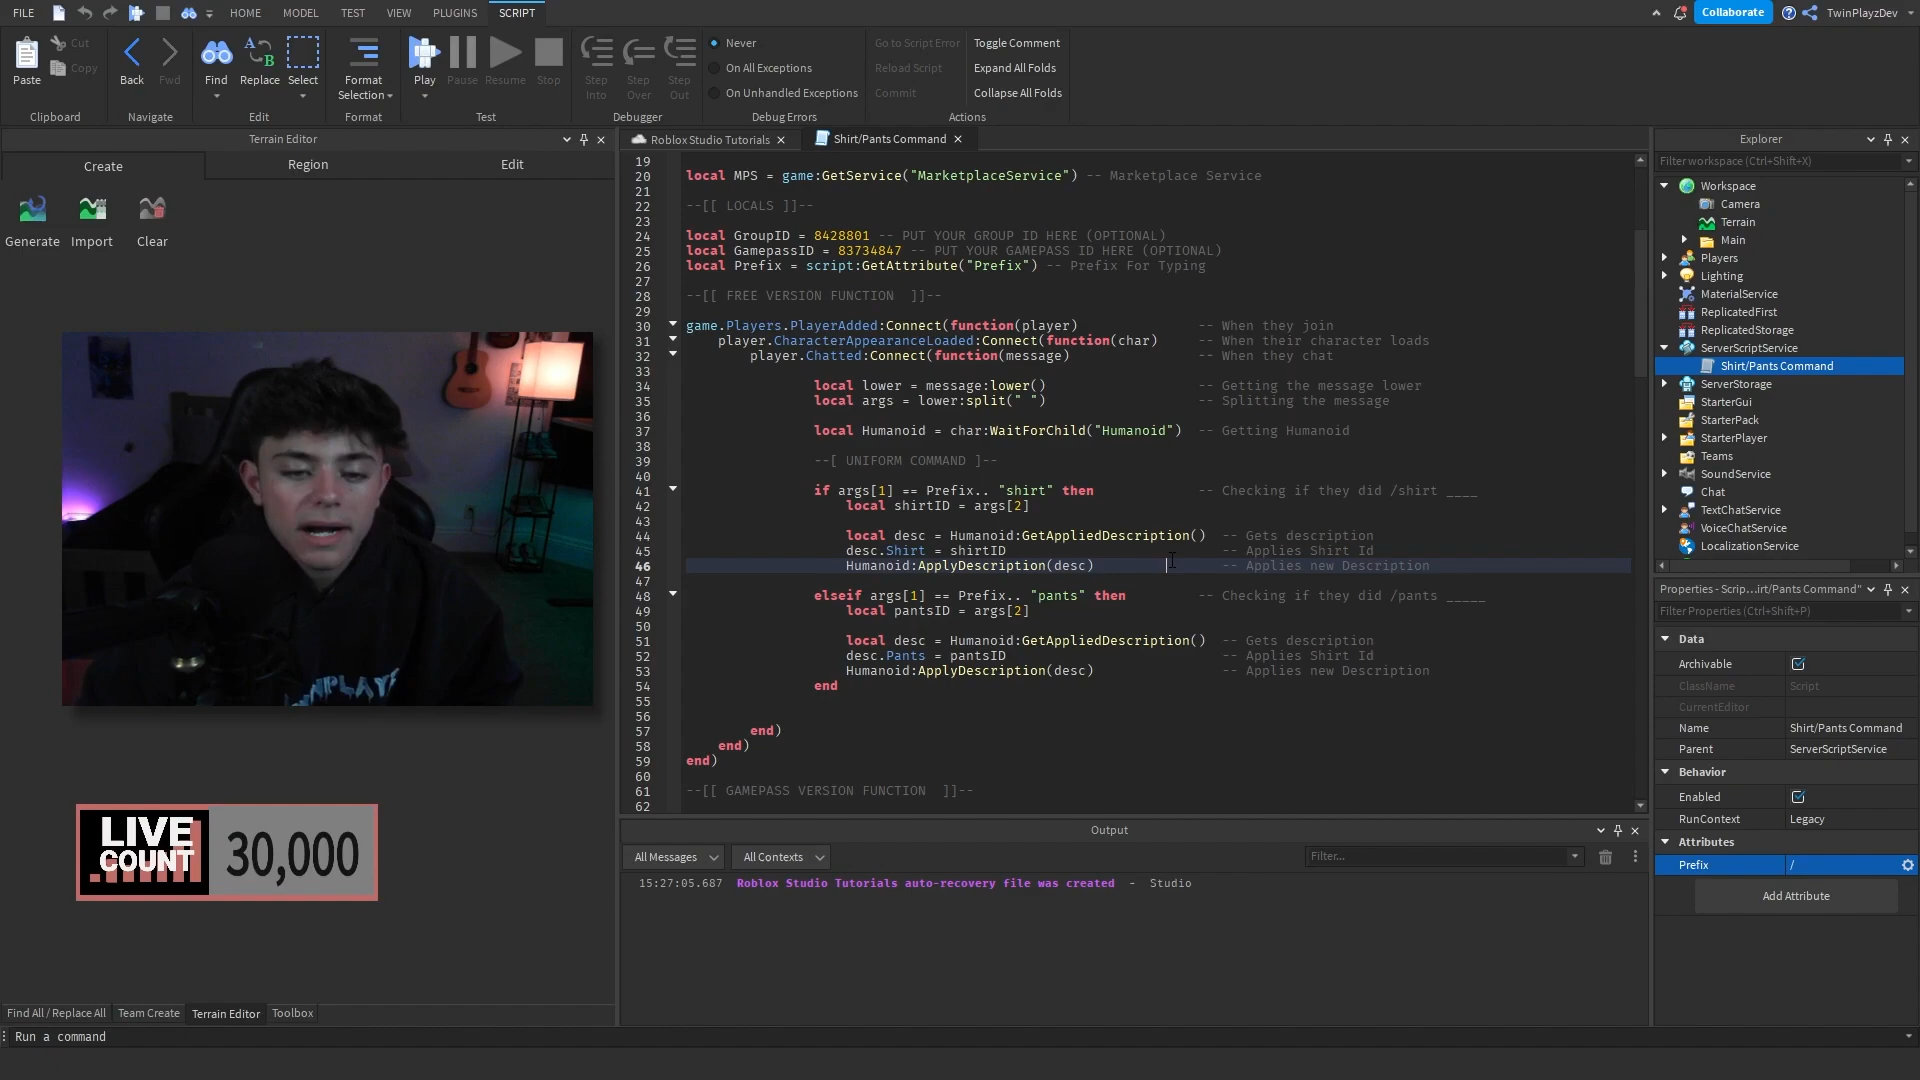 FILE HOME MODEL TEST VIEW PLUGINS SCRIPT Collaborate TwinPlayzDev
Paste Cut Copy
Clipboard
Back Fwd
Navigate
Find Replace Select
Edit
Format Selection
Format
Play Pause Resume Stop
Test
Step Into Step Over Step Out
Debugger
Never
On All Exceptions
On Unhandled Exceptions
Debug Errors
Go to Script Error
Reload Script
Commit
Toggle Comment
Expand All Folds
Collapse All Folds
Actions
Terrain Editor
Create Region Edit
Generate Import Clear
LIVE COUNT 30,000
Find All / Replace All Team Create Terrain Editor Toolbox
Run a command
Roblox Studio Tutorials Shirt/Pants Command
19
20 local MPS = game:GetService("MarketplaceService") -- Marketplace Service
21
22 --[[ LOCALS ]]--
23
24 local GroupID = 8428801 -- PUT YOUR GROUP ID HERE (OPTIONAL)
25 local GamepassID = 83734847 -- PUT YOUR GAMEPASS ID HERE (OPTIONAL)
26 local Prefix = script:GetAttribute("Prefix") -- Prefix For Typing
27
28 --[[ FREE VERSION FUNCTION ]]--
29
30 game.Players.PlayerAdded:Connect(function(player) -- When they join
31 player.CharacterAppearanceLoaded:Connect(function(char) -- When their character loads
32 player.Chatted:Connect(function(message) -- When they chat
33
34 local lower = message:lower() -- Getting the message lower
35 local args = lower:split(" ") -- Splitting the message
36
37 local Humanoid = char:WaitForChild("Humanoid") -- Getting Humanoid
38
39 --[ UNIFORM COMMAND ]--
40
41 if args[1] == Prefix.. "shirt" then -- Checking if they did /shirt ____
42 local shirtID = args[2]
43
44 local desc = Humanoid:GetAppliedDescription() -- Gets description
45 desc.Shirt = shirtID -- Applies Shirt Id
46 Humanoid:ApplyDescription(desc) -- Applies new Description
47
48 elseif args[1] == Prefix.. "pants" then -- Checking if they did /pants _____
49 local pantsID = args[2]
50
51 local desc = Humanoid:GetAppliedDescription() -- Gets description
52 desc.Pants = pantsID -- Applies Shirt Id
53 Humanoid:ApplyDescription(desc) -- Applies new Description
54 end
55
56
57 end)
58 end)
59 end)
60
61 --[[ GAMEPASS VERSION FUNCTION ]]--
62
Output
All Messages All Contexts Filter...
15:27:05.687 Roblox Studio Tutorials auto-recovery file was created - Studio
Explorer
Filter workspace (Ctrl+Shift+X)
Workspace
Camera
Terrain
Main
Players
Lighting
MaterialService
ReplicatedFirst
ReplicatedStorage
ServerScriptService
Shirt/Pants Command
ServerStorage
StarterGui
StarterPack
StarterPlayer
Teams
SoundService
Chat
TextChatService
VoiceChatService
LocalizationService
Properties - Scrip...irt/Pants Command"
Filter Properties (Ctrl+Shift+P)
Data
Archivable
ClassName Script
CurrentEditor
Name Shirt/Pants Command
Parent ServerScriptService
Behavior
Enabled
RunContext Legacy
Attributes
Prefix /
Add Attribute